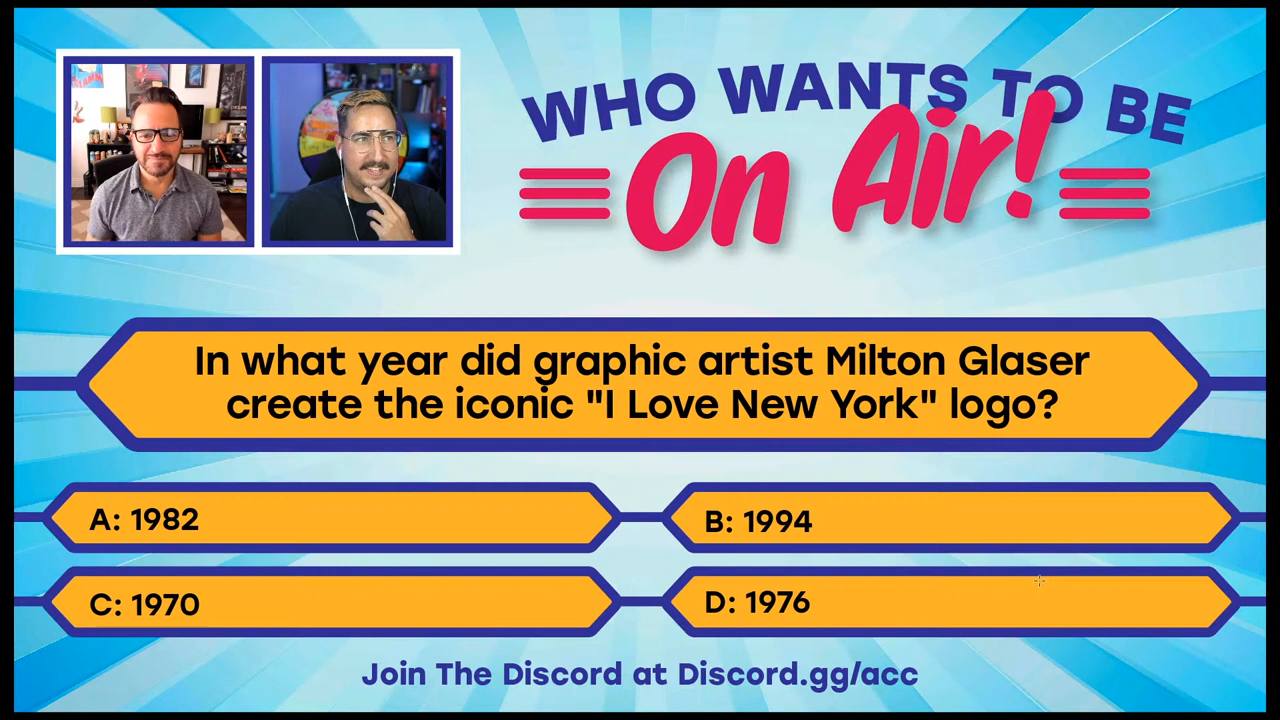 WHO WANTS TO BE
On Air!
In what year did graphic artist Milton Glaser
create the iconic "I Love New York" logo?
A: 1982
B: 1994
C: 1970
D: 1976
Join The Discord at Discord.gg/acc